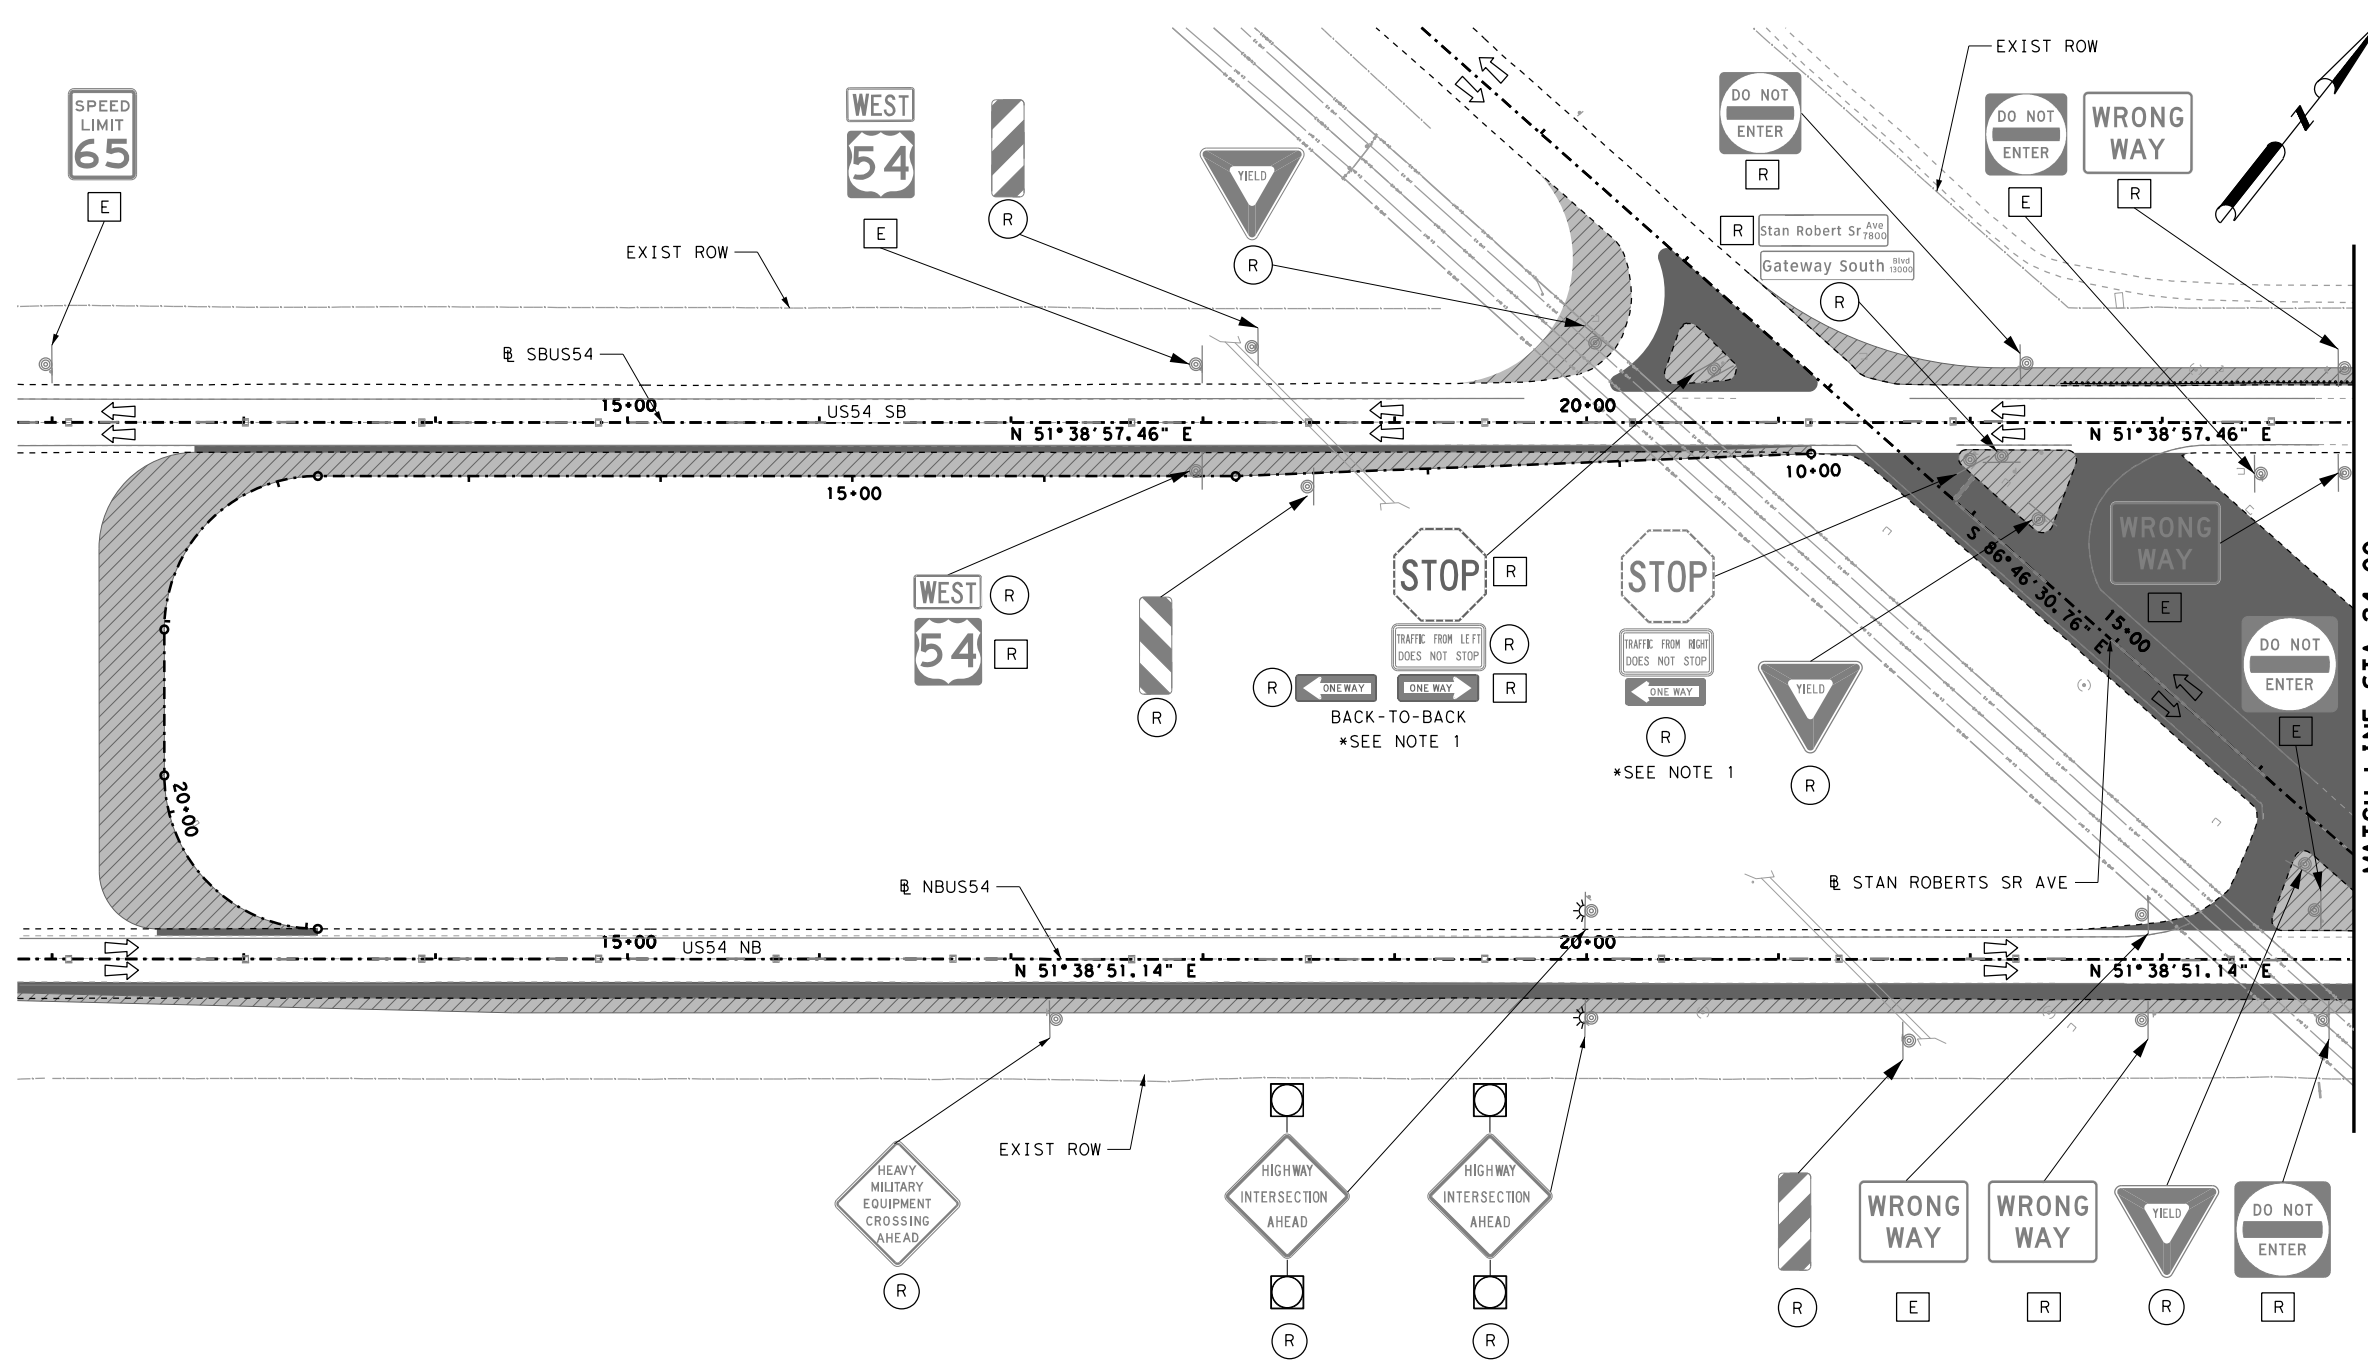 EXIST ROW
SPEED
LIMIT
65
E
WEST
54
E
R
YIELD
R
DO NOT
ENTER
R
DO NOT
ENTER
E
WRONG
WAY
R
N
R
Stan Robert Sr Ave 7800
Gateway South Blvd 13000
R
EXIST ROW
℄ SBUS54
15+00
US54 SB
20+00
N 51°38'57.46" E
N 51°38'57.46" E
15+00
10+00
WEST
R
54
R
R
STOP
R
TRAFFIC FROM LEFT
DOES NOT STOP
R
R
ONE WAY
ONE WAY
R
BACK-TO-BACK
*SEE NOTE 1
STOP
TRAFFIC FROM RIGHT
DOES NOT STOP
ONE WAY
R
*SEE NOTE 1
YIELD
R
S 86°46'30.76" E
15+00
WRONG
WAY
E
DO NOT
ENTER
E
20+00
℄ NBUS54
℄ STAN ROBERTS SR AVE
15+00
US54 NB
20+00
N 51°38'51.14" E
N 51°38'51.14" E
EXIST ROW
HEAVY
MILITARY
EQUIPMENT
CROSSING
AHEAD
R
HIGHWAY
INTERSECTION
AHEAD
R
HIGHWAY
INTERSECTION
AHEAD
R
R
WRONG
WAY
E
WRONG
WAY
R
YIELD
R
DO NOT
ENTER
R